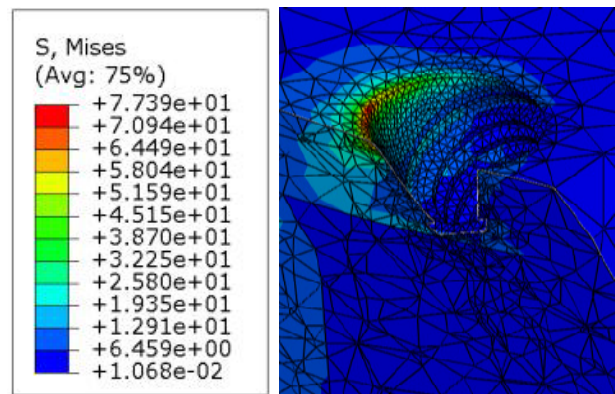 S, Mises
(Avg: 75%)
+7.739e+01
+7.094e+01
+6.449e+01
+5.804e+01
+5.159e+01
+4.515e+01
+3.870e+01
+3.225e+01
+2.580e+01
+1.935e+01
+1.291e+01
+6.459e+00
+1.068e-02